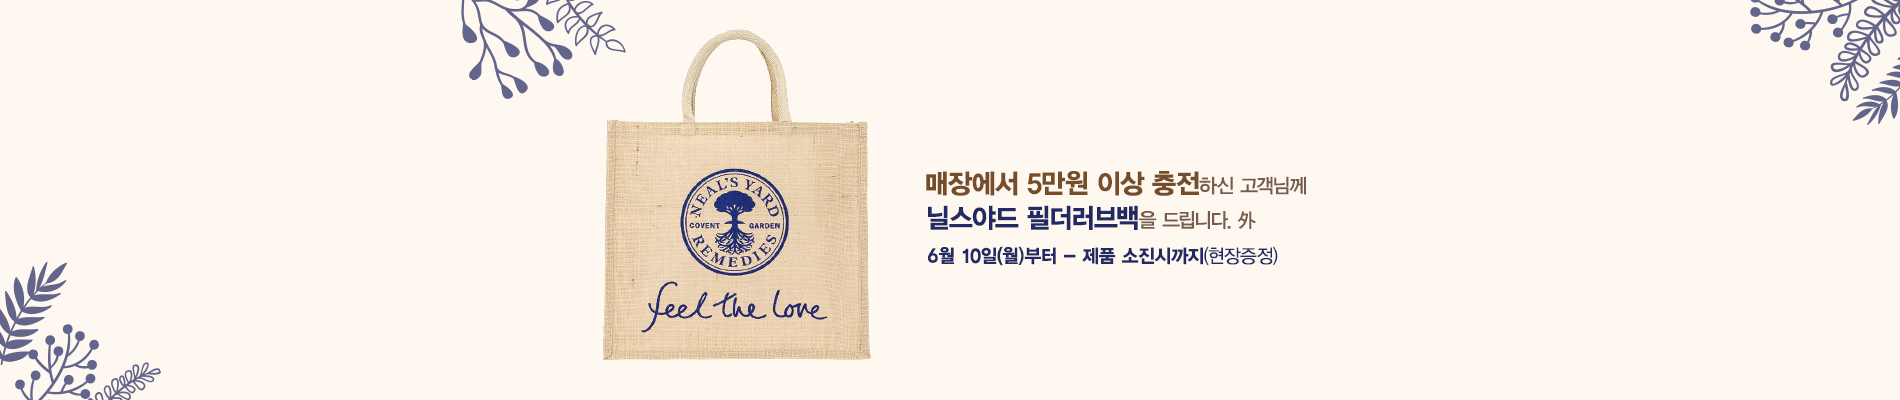 NEAL'S YARD
COVENT GARDEN
REMEDIES
feel the love
매장에서 5만원 이상 충전하신 고객님께
닐스야드 필더러브백을 드립니다. 外
6월 10일(월)부터 – 제품 소진시까지(현장증정)